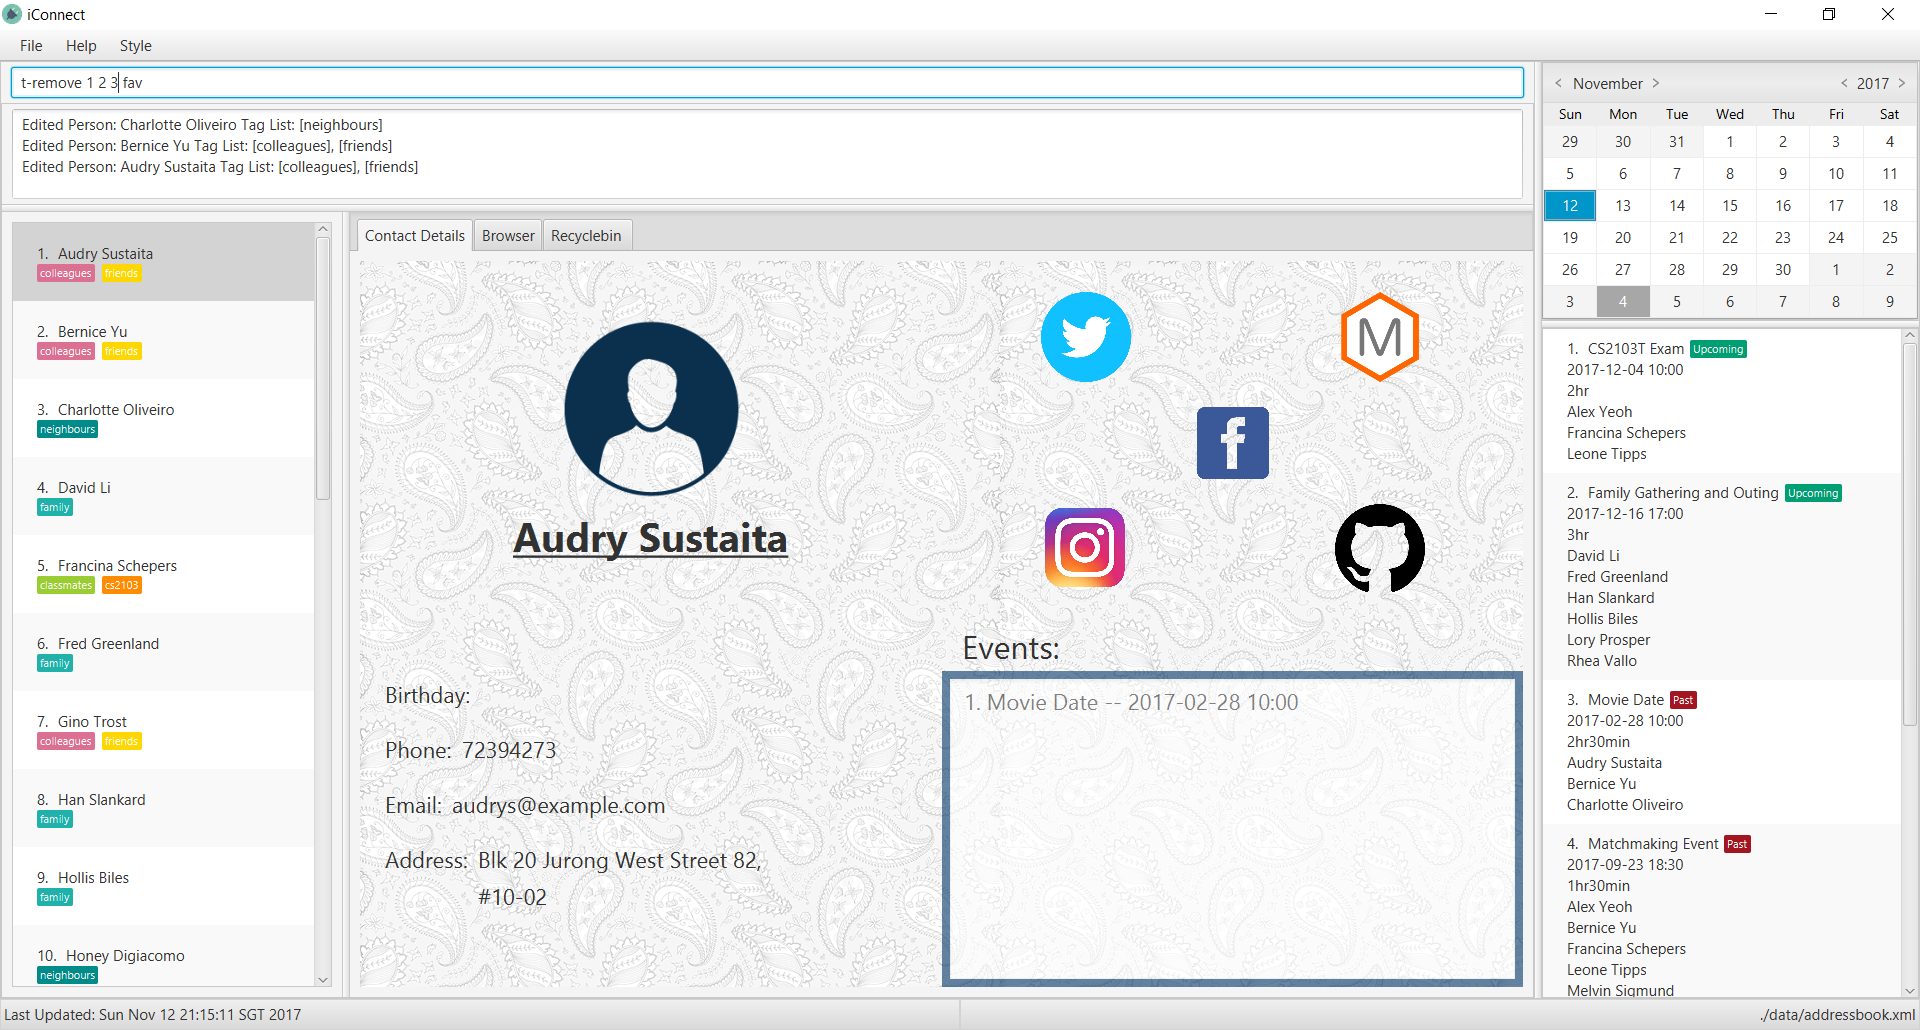 iConnect
File Help Style
t-remove 1 2 3 fav
Edited Person: Charlotte Oliveiro Tag List: [neighbours]
Edited Person: Bernice Yu Tag List: [colleagues], [friends]
Edited Person: Audry Sustaita Tag List: [colleagues], [friends]
1. Audry Sustaita
colleagues friends
2. Bernice Yu
colleagues friends
3. Charlotte Oliveiro
neighbours
4. David Li
family
5. Francina Schepers
classmates cs2103
6. Fred Greenland
family
7. Gino Trost
colleagues friends
8. Han Slankard
family
9. Hollis Biles
family
10. Honey Digiacomo
neighbours
Contact Details Browser Recyclebin
M
f
Audry Sustaita
Birthday:
Phone: 72394273
Email: audrys@example.com
Address: Blk 20 Jurong West Street 82,
#10-02
Events:
1. Movie Date -- 2017-02-28 10:00
< November > < 2017 >
Sun Mon Tue Wed Thu Fri Sat
29 30 31 1 2 3 4
5 6 7 8 9 10 11
12 13 14 15 16 17 18
19 20 21 22 23 24 25
26 27 28 29 30 1 2
3 4 5 6 7 8 9
1. CS2103T Exam Upcoming
2017-12-04 10:00
2hr
Alex Yeoh
Francina Schepers
Leone Tipps
2. Family Gathering and Outing Upcoming
2017-12-16 17:00
3hr
David Li
Fred Greenland
Han Slankard
Hollis Biles
Lory Prosper
Rhea Vallo
3. Movie Date Past
2017-02-28 10:00
2hr30min
Audry Sustaita
Bernice Yu
Charlotte Oliveiro
4. Matchmaking Event Past
2017-09-23 18:30
1hr30min
Alex Yeoh
Bernice Yu
Francina Schepers
Leone Tipps
Melvin Sigmund
Last Updated: Sun Nov 12 21:15:11 SGT 2017
./data/addressbook.xml